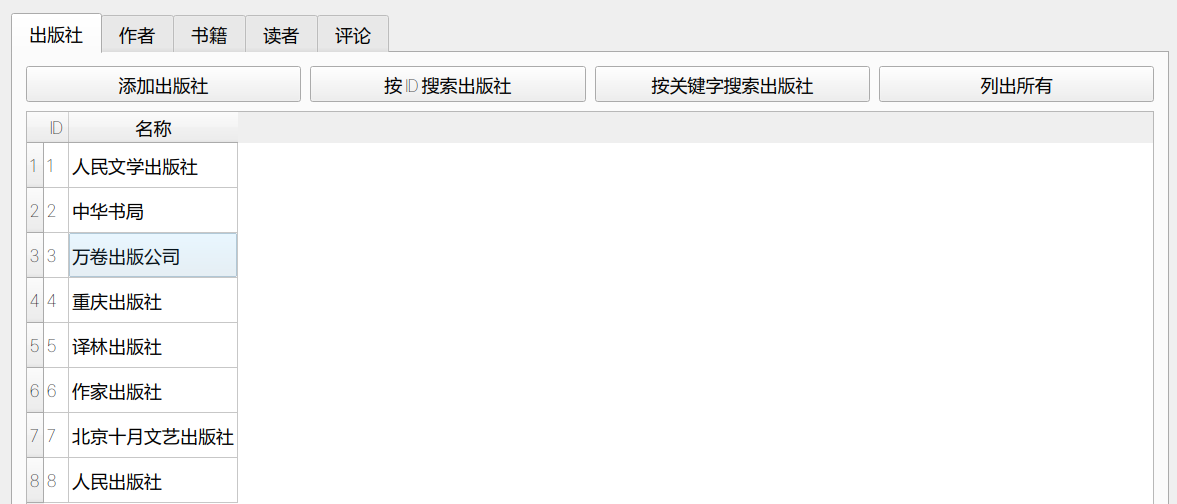 出版社 作者 书籍 读者 评论
添加出版社 按ID搜索出版社 按关键字搜索出版社 列出所有
ID 名称
1 1 人民文学出版社
2 2 中华书局
3 3 万卷出版公司
4 4 重庆出版社
5 5 译林出版社
6 6 作家出版社
7 7 北京十月文艺出版社
8 8 人民出版社